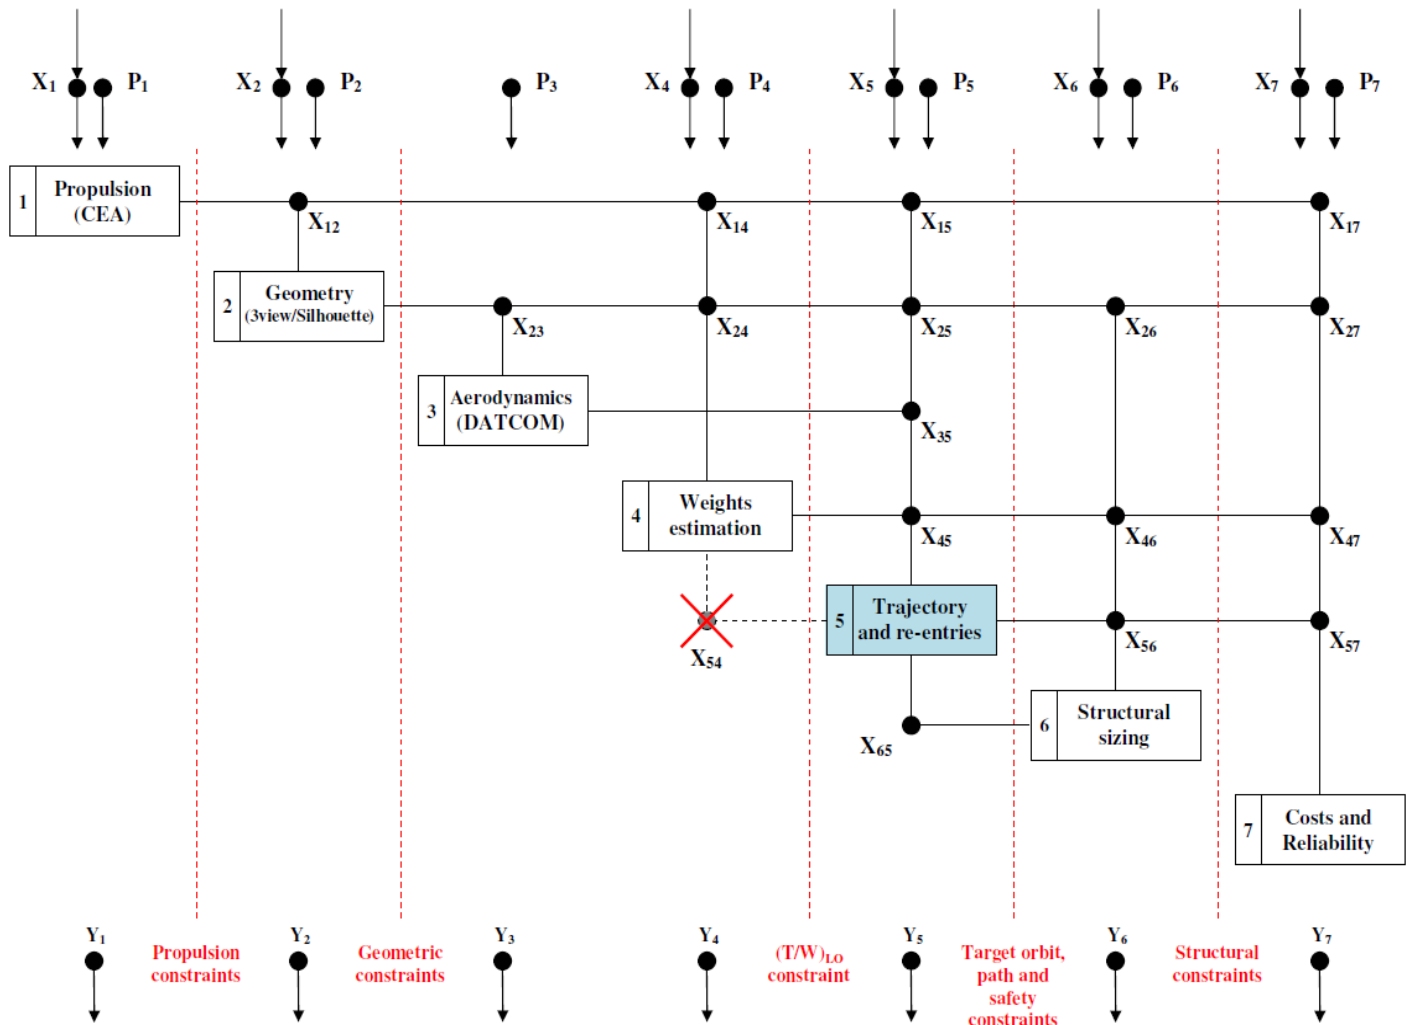 X₁ P₁ X₂ P₂ P₃ X₄ P₄ X₅ P₅ X₆ P₆ X₇ P₇
1 Propulsion
(CEA)
X₁₂ X₁₄ X₁₅ X₁₇
2 Geometry
(3view/Silhouette)
X₂₃ X₂₄ X₂₅ X₂₆ X₂₇
3 Aerodynamics
(DATCOM)
X₃₅
4 Weights
estimation
X₄₅ X₄₆ X₄₇
5 Trajectory
and re-entries
X₅₄ X₅₆ X₅₇
6 Structural
sizing
X₆₅
7 Costs and
Reliability
Y₁ Y₂ Y₃ Y₄ Y₅ Y₆ Y₇
Propulsion
constraints
Geometric
constraints
(T/W)LO
constraint
Target orbit,
path and
safety
constraints
Structural
constraints